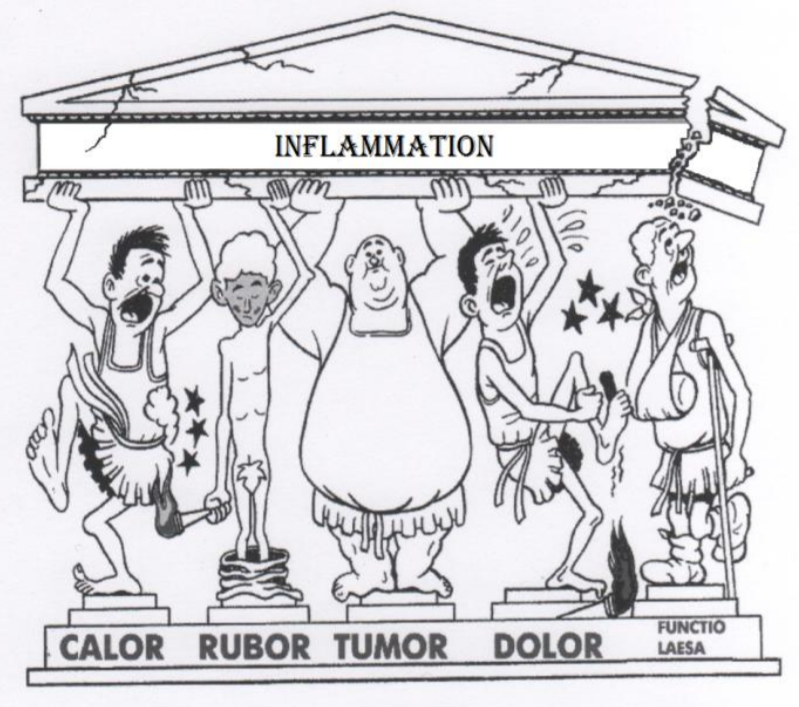 INFLAMMATION
CALOR RUBOR TUMOR DOLOR FUNCTIO
LAESA